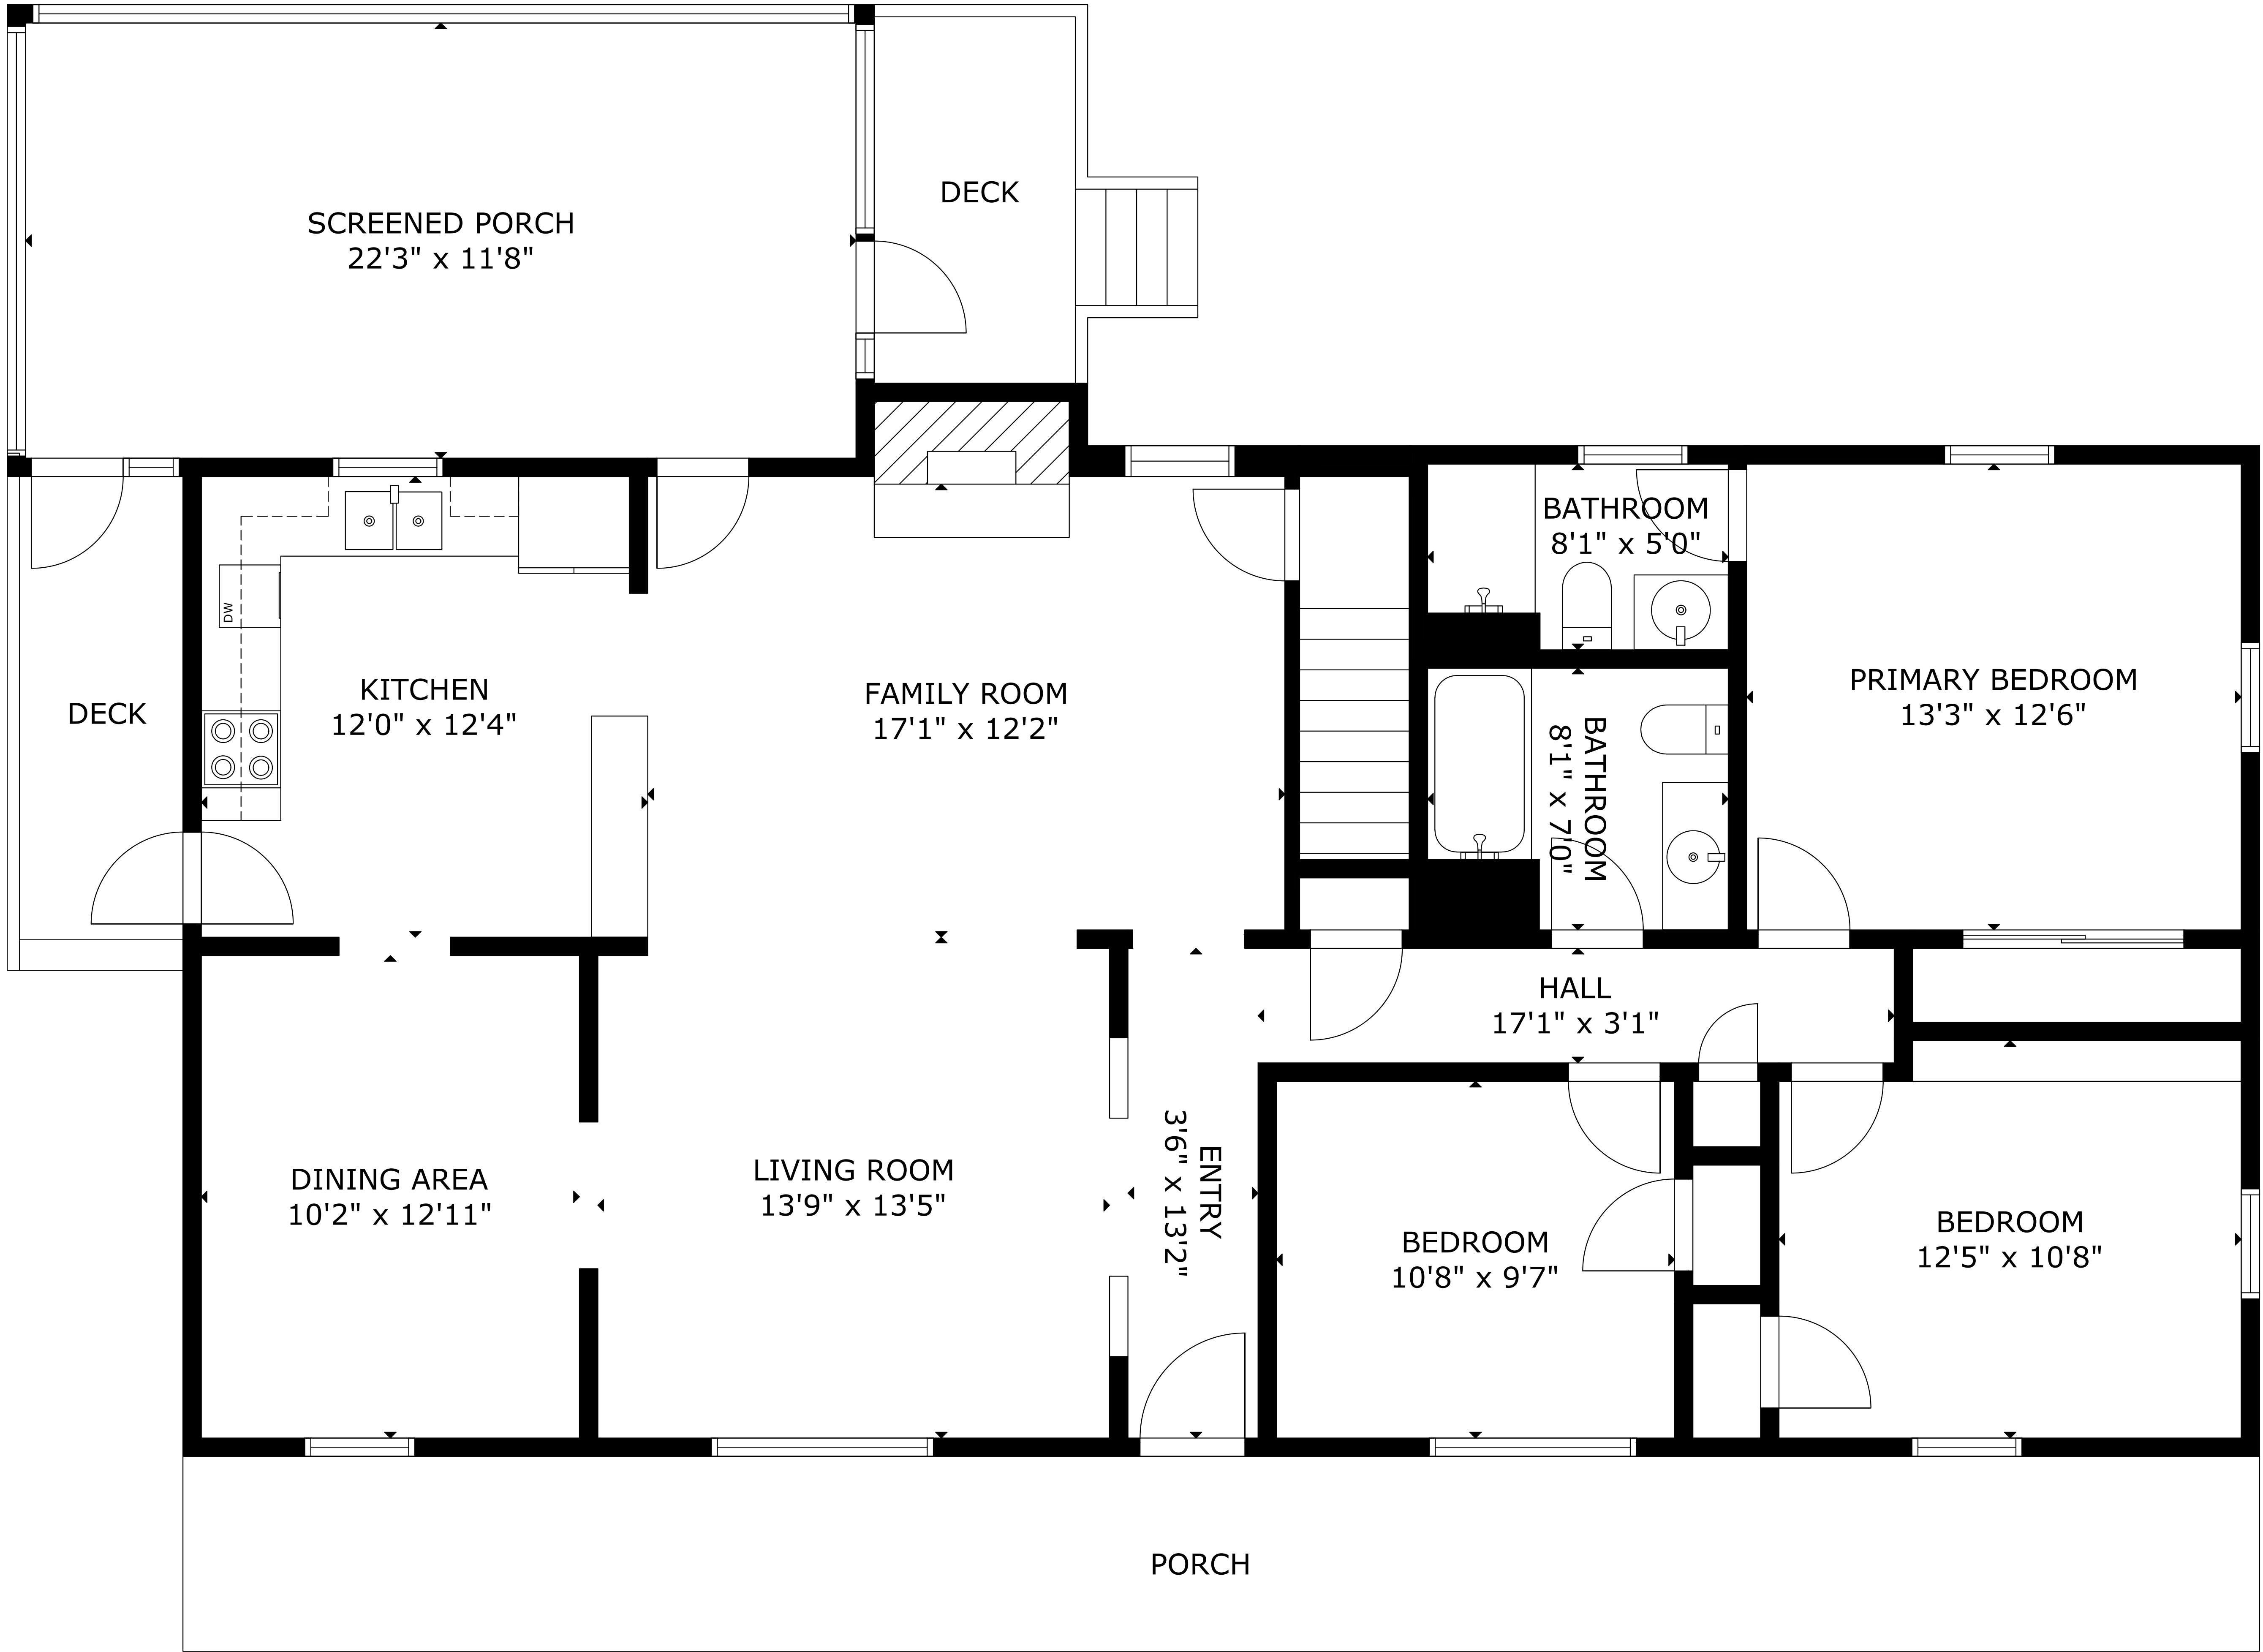 SCREENED PORCH
22'3" x 11'8"
DECK
BATHROOM
8'1" x 5'0"
DW
KITCHEN
12'0" x 12'4"
FAMILY ROOM
17'1" x 12'2"
PRIMARY BEDROOM
13'3" x 12'6"
DECK
BATHROOM
8'1" x 7'0"
HALL
17'1" x 3'1"
DINING AREA
10'2" x 12'11"
LIVING ROOM
13'9" x 13'5"
ENTRY
3'6" x 13'2"
BEDROOM
10'8" x 9'7"
BEDROOM
12'5" x 10'8"
PORCH